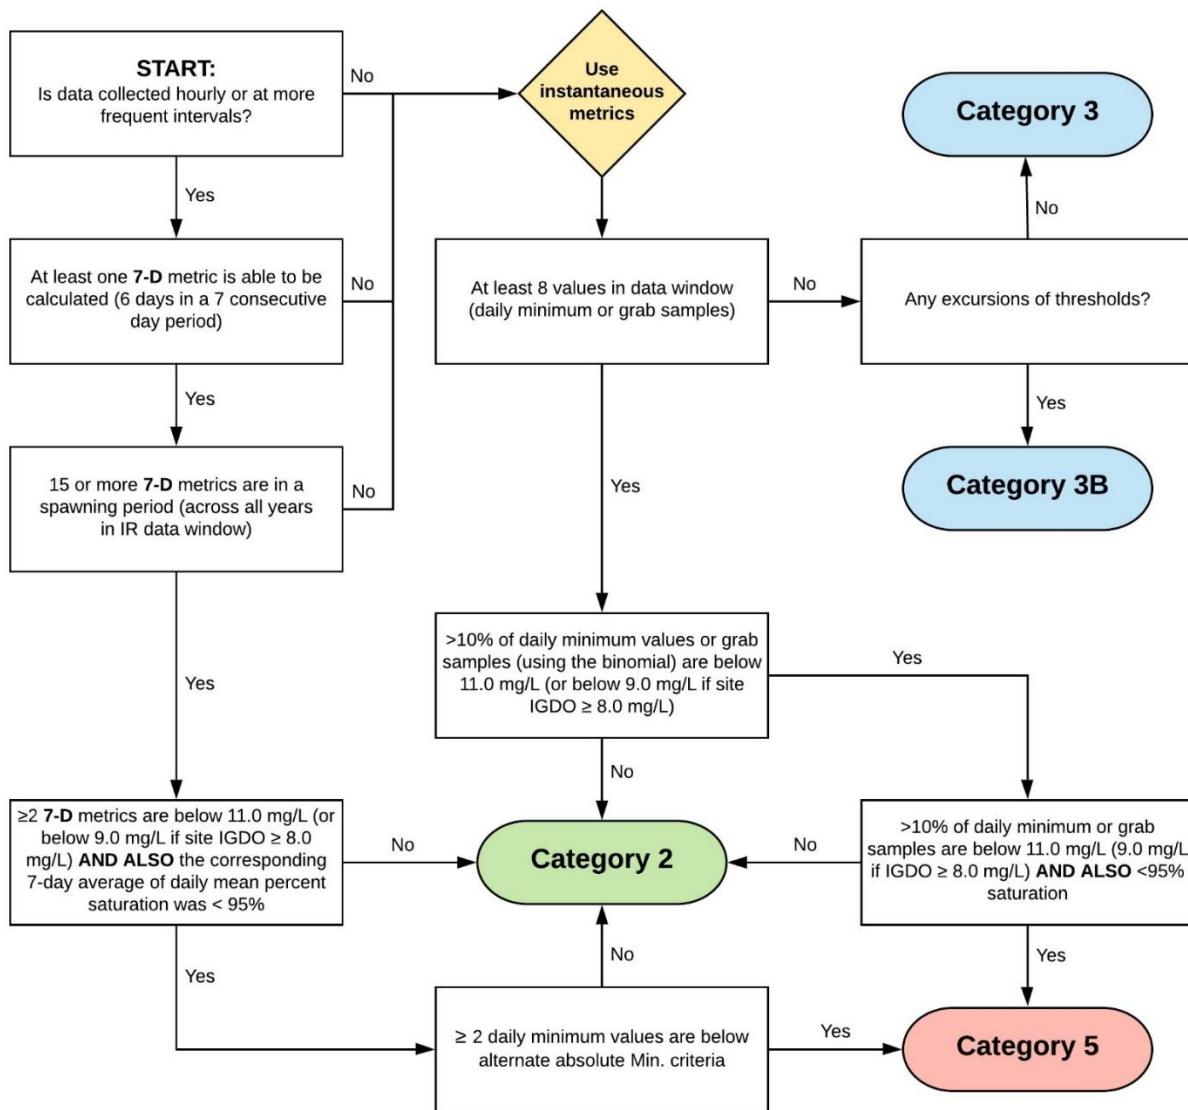 START:
Is data collected hourly or at more
frequent intervals?
No
Use
instantaneous
metrics
Category 3
Yes
Yes
No
At least one 7-D metric is able to be
calculated (6 days in a 7 consecutive
day period)
No
At least 8 values in data window
(daily minimum or grab samples)
No
Any excursions of thresholds?
Yes
Yes
15 or more 7-D metrics are in a
spawning period (across all years
in IR data window)
No
Category 3B
Yes
>10% of daily minimum values or grab
samples (using the binomial) are below
11.0 mg/L (or below 9.0 mg/L if site
IGDO ≥ 8.0 mg/L)
Yes
No
≥2 7-D metrics are below 11.0 mg/L (or
or below 9.0 mg/L if site IGDO ≥ 8.0
mg/L) AND ALSO the corresponding
7-day average of daily mean percent
saturation was < 95%
No
Category 2
No
>10% of daily minimum or grab
samples are below 11.0 mg/L (9.0 mg/L
if IGDO ≥ 8.0 mg/L) AND ALSO <95%
saturation
Yes
No
Yes
≥ 2 daily minimum values are below
alternate absolute Min. criteria
Yes
Category 5